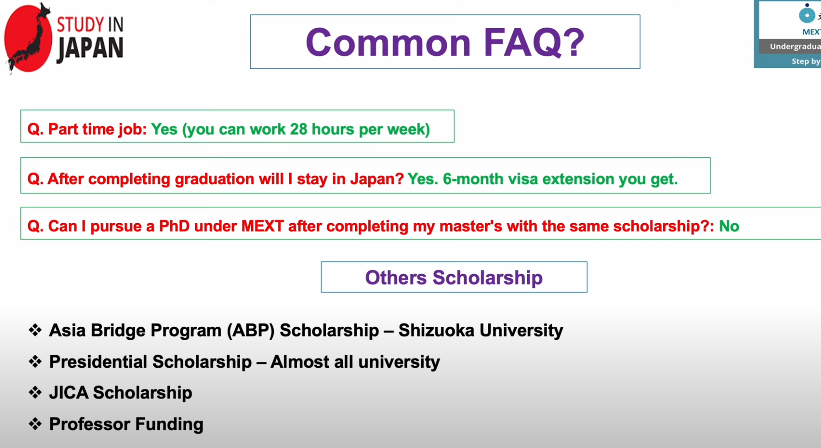 STUDY IN
JAPAN
Common FAQ?
MEXT
Undergradua
Step by
Q. Part time job: Yes (you can work 28 hours per week)
Q. After completing graduation will I stay in Japan? Yes. 6-month visa extension you get.
Q. Can I pursue a PhD under MEXT after completing my master's with the same scholarship?: No
Others Scholarship
❖ Asia Bridge Program (ABP) Scholarship – Shizuoka University
❖ Presidential Scholarship – Almost all university
❖ JICA Scholarship
❖ Professor Funding